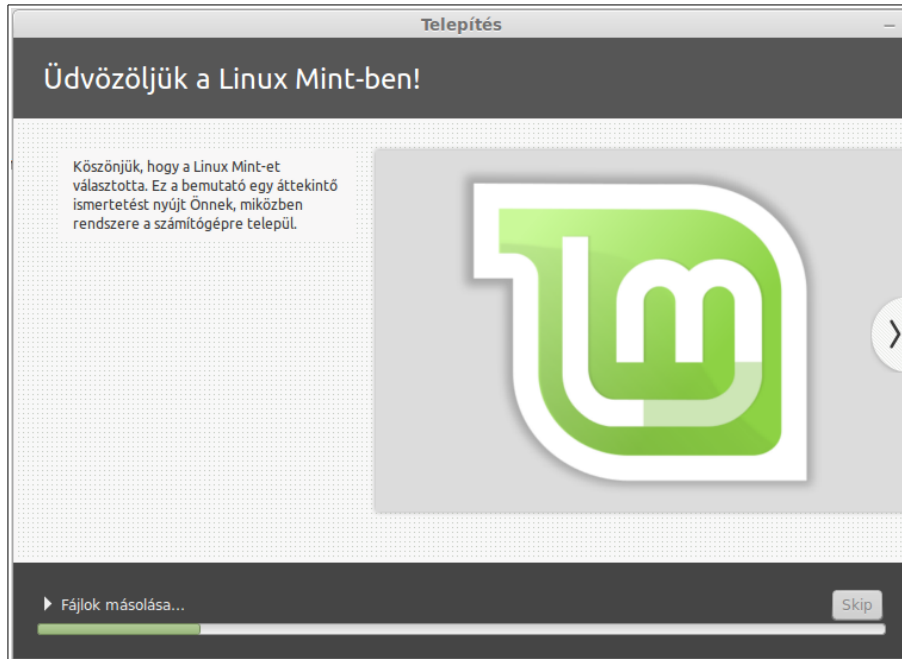 Telepítés
Üdvözöljük a Linux Mint-ben!
Köszönjük, hogy a Linux Mint-et
választotta. Ez a bemutató egy áttekintő
ismertetést nyújt Önnek, miközben
rendszere a számítógépre települ.
lm
Fájlok másolása...
Skip